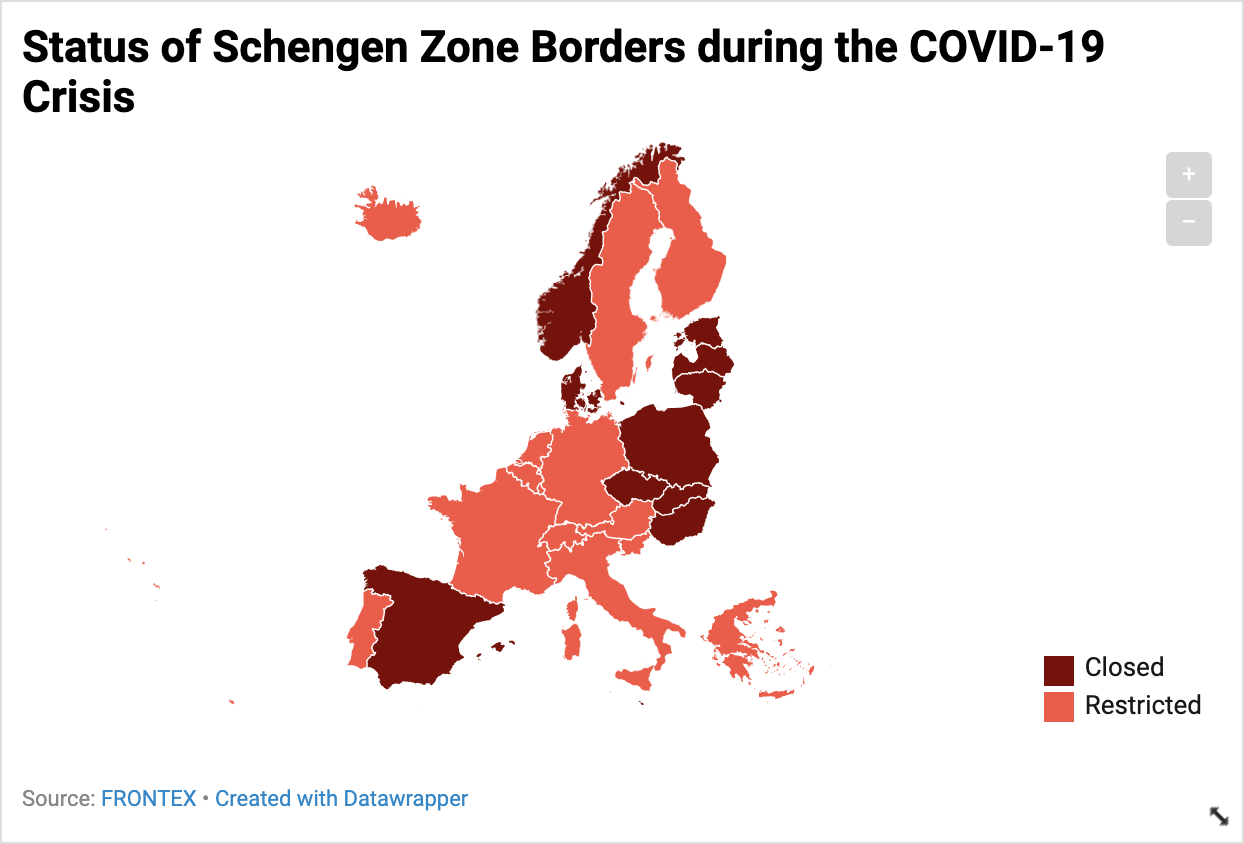 Status of Schengen Zone Borders during the COVID-19
Crisis
+
−
Closed
Restricted
Source: FRONTEX • Created with Datawrapper